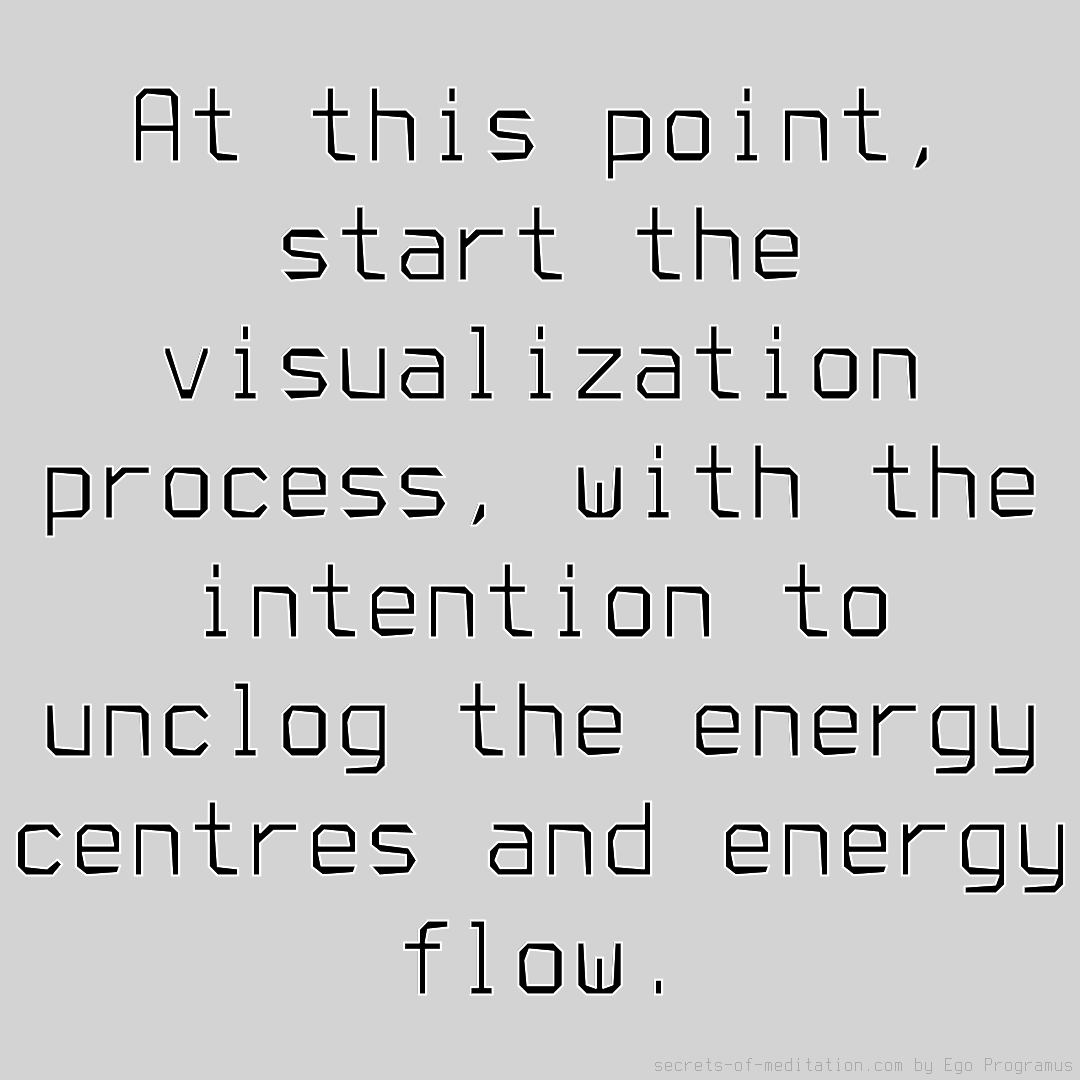 At this point,
start the
visualization
process, with the
intention to
unclog the energy
centres and energy
flow.
secrets-of-meditation.com by Ego Programus